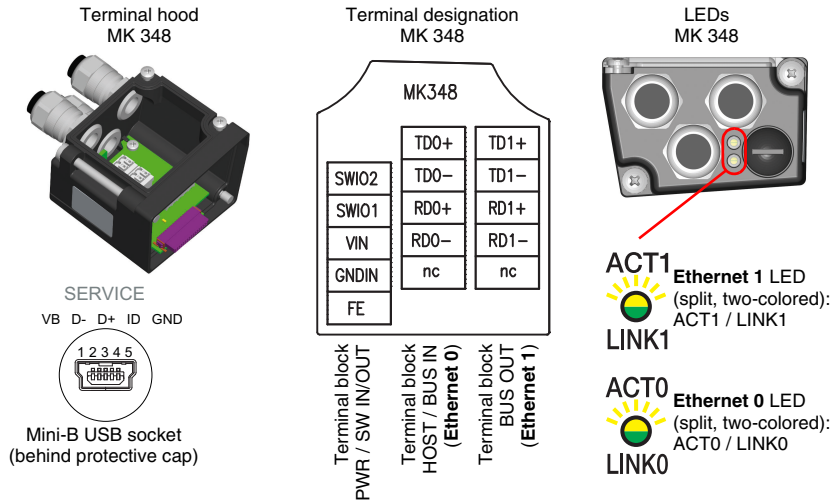 Terminal hood
MK 348
Terminal designation
MK 348
LEDs
MK 348
MK348
SWIO2
SWIO1
VIN
GNDIN
FE
TD0+
TD0-
RD0+
RD0-
nc
TD1+
TD1-
RD1+
RD1-
nc
Terminal block
PWR / SW IN/OUT
Terminal block
HOST / BUS IN
(Ethernet 0)
Terminal block
BUS OUT
(Ethernet 1)
SERVICE
VB D- D+ ID GND
1 2 3 4 5
Mini-B USB socket
(behind protective cap)
ACT1
LINK1
Ethernet 1 LED
(split, two-colored):
ACT1 / LINK1
ACT0
LINK0
Ethernet 0 LED
(split, two-colored):
ACT0 / LINK0